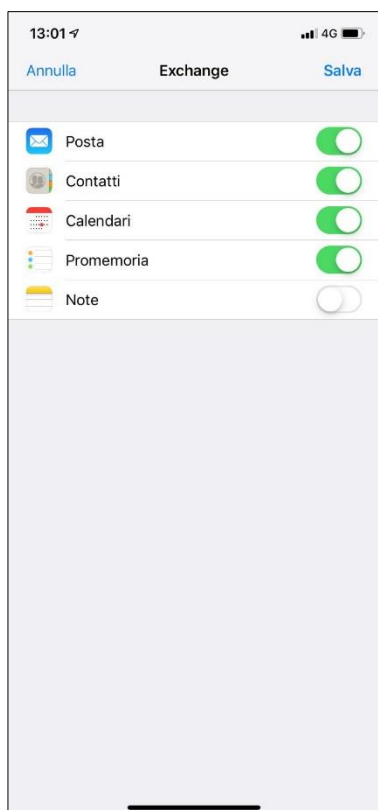 13:01 4G
Annulla Exchange Salva
Posta
Contatti
Calendari
Promemoria
Note